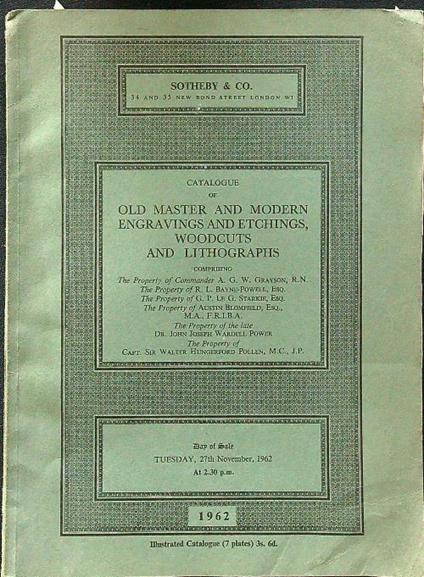 SOTHEBY & CO.
34 AND 35 NEW BOND STREET LONDON W1
CATALOGUE
OF
OLD MASTER AND MODERN
ENGRAVINGS AND ETCHINGS,
WOODCUTS
AND LITHOGRAPHS
COMPRISING
The Property of Commander A. G. W. GRAYSON, R.N.
The Property of R. L. BAYNE-POWELL, ESQ.
The Property of G. P. LE G. STARKIE, ESQ.
The Property of AUSTIN BLOMFIELD, ESQ.,
M.A., F.R.I.B.A.
The Property of the late
DR. JOHN JOSEPH WARDELL POWER
The Property of
CAPT. SIR WALTER HUNGERFORD POLLEN, M.C., J.P.
Day of Sale
TUESDAY, 27th November, 1962
At 2.30 p.m.
1962
Illustrated Catalogue (7 plates) 3s. 6d.